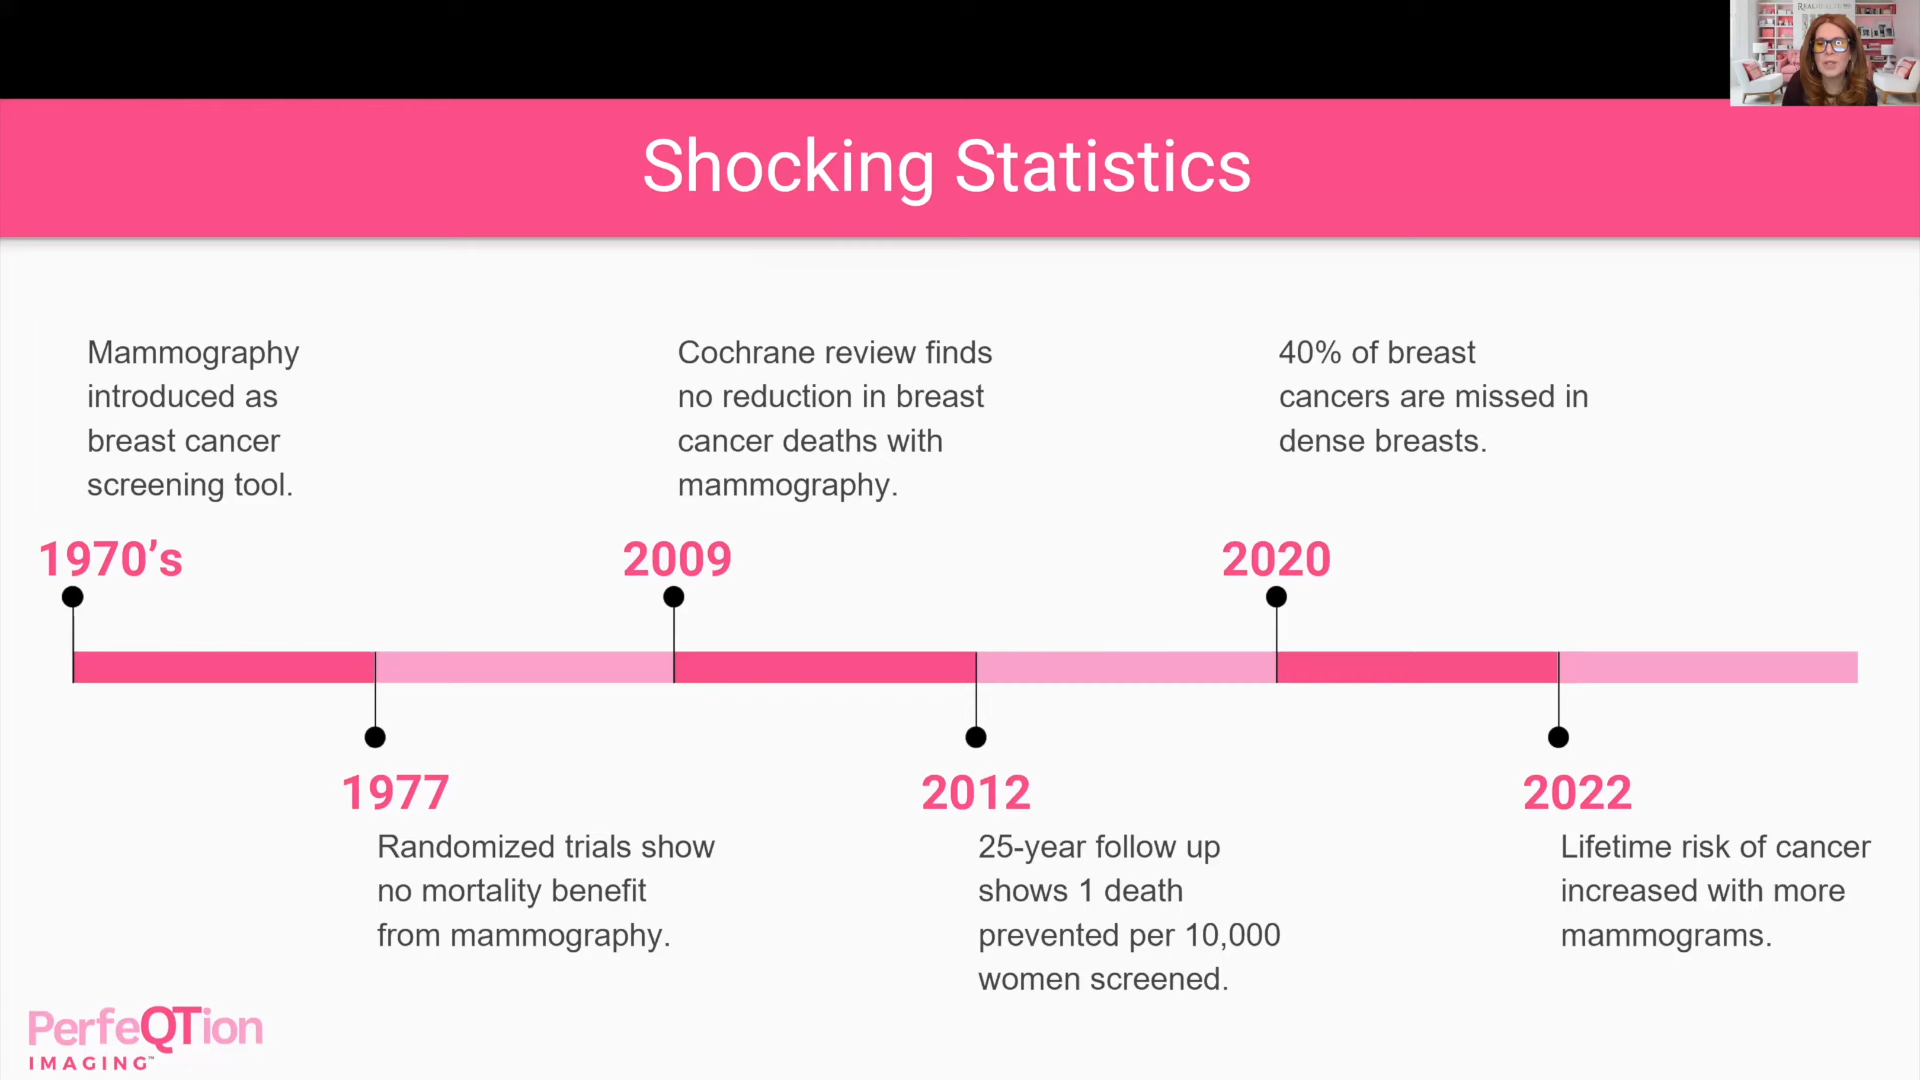 REALHEALTH MD
Shocking Statistics
Mammography
introduced as
breast cancer
screening tool.
1970’s
Cochrane review finds
no reduction in breast
cancer deaths with
mammography.
2009
40% of breast
cancers are missed in
dense breasts.
2020
1977
Randomized trials show
no mortality benefit
from mammography.
2012
25-year follow up
shows 1 death
prevented per 10,000
women screened.
2022
Lifetime risk of cancer
increased with more
mammograms.
PerfeQTion
IMAGING™